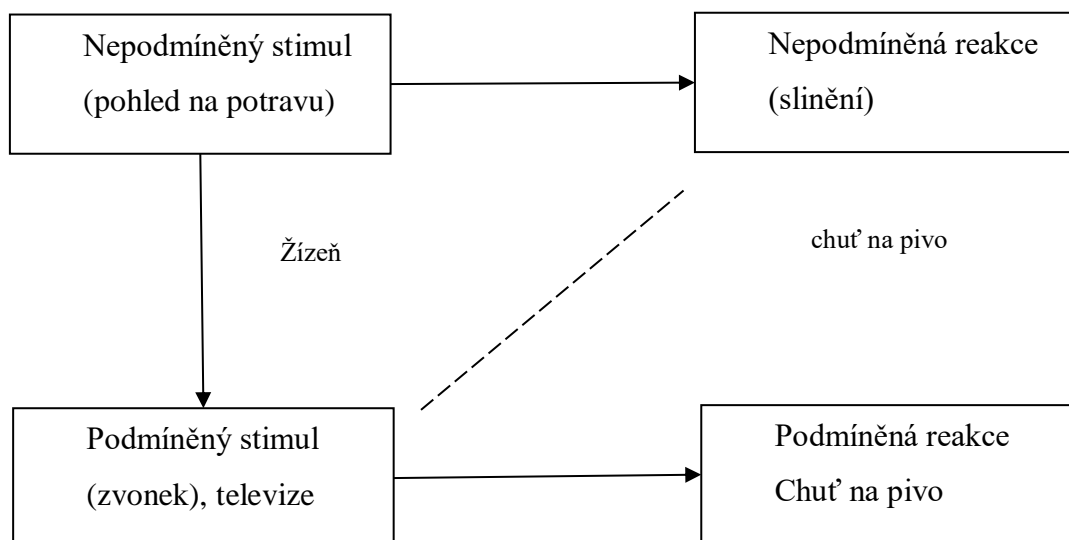 Nepodmíněný stimul
(pohled na potravu)
Nepodmíněná reakce
(slinění)
Žízeň
chuť na pivo
Podmíněný stimul
(zvonek), televize
Podmíněná reakce
Chuť na pivo